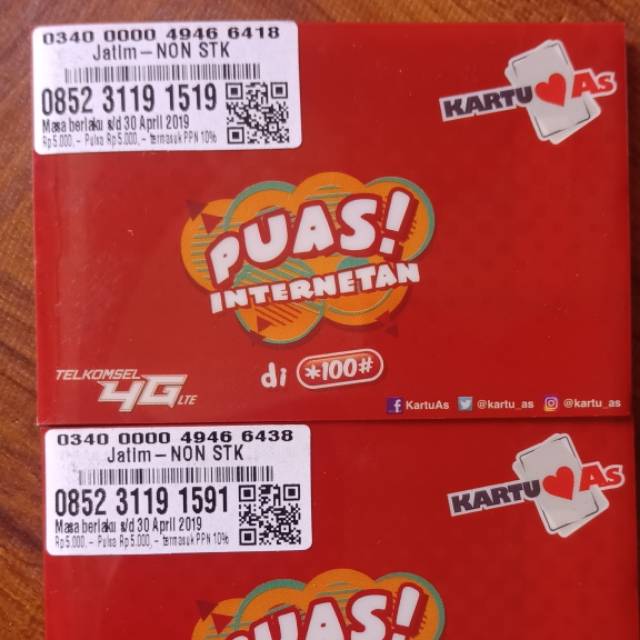 0340 0000 4946 6418
Jatim - NON STK
0852 3119 1519
Masa berlaku s/d 30 April 2019
Rp 5.000,- Pulsa Rp 5.000,- termasuk PPN 10%
KARTU As
PUAS!
INTERNETAN
di *100#
TELKOMSEL
4G LTE
KartuAs @kartu_as @kartu_as
0340 0000 4946 6438
Jatim - NON STK
0852 3119 1591
Masa berlaku s/d 30 April 2019
Rp 5.000,- Pulsa Rp 5.000,- termasuk PPN 10%
KARTU As
PUAS!